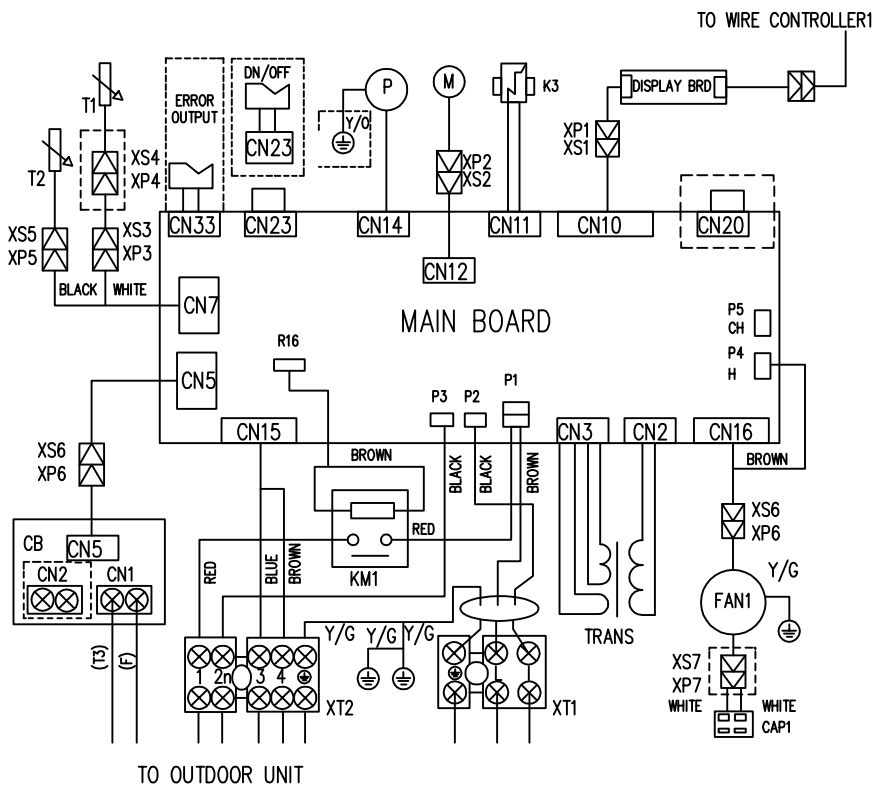 TO WIRE CONTROLLER1
DN/OFF
ERROR
OUTPUT
CN23
P
Y/O
M
K3
DISPLAY BRD
T1
T2
XS4
XP4
XP2
XS2
XP1
XS1
XS5
XP5
XS3
XP3
CN33
CN23
CN14
CN11
CN10
CN20
CN12
BLACK
WHITE
CN7
MAIN BOARD
P5
CH
P4
H
R16
CN5
P3
P2
P1
CN15
CN3
CN2
CN16
XS6
XP6
BROWN
BLACK
BLACK
BROWN
BROWN
RED
XS6
XP6
CB
CN5
CN2
CN1
RED
BLUE
BROWN
KM1
Y/G
FAN1
TRANS
Y/G
Y/G
Y/G
(T3)
(F)
1
2n
3
4
L
XT2
XT1
XS7
XP7
WHITE
WHITE
CAP1
TO OUTDOOR UNIT